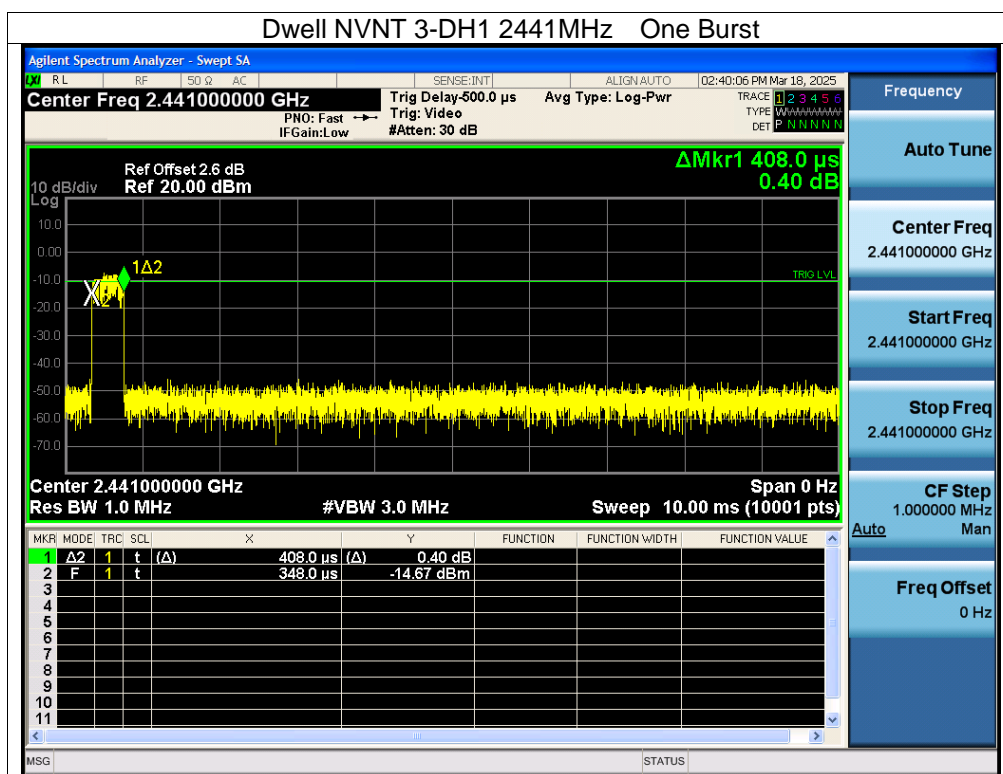 Dwell NVNT 3-DH1 2441MHz One Burst
Agilent Spectrum Analyzer - Swept SA
LXI RL RF 50 Ω AC SENSE:INT ALIGN AUTO 02:40:06 PM Mar 18, 2025
Center Freq 2.441000000 GHz Trig Delay-500.0 µs Avg Type: Log-Pwr TRACE 1 2 3 4 5 6
PNO: Fast Trig: Video TYPE WWWWWW
IFGain:Low #Atten: 30 dB DET P N N N N N
Frequency
Auto Tune
Center Freq
2.441000000 GHz
Start Freq
2.441000000 GHz
Stop Freq
2.441000000 GHz
CF Step
1.000000 MHz
Auto Man
Freq Offset
0 Hz
ΔMkr1 408.0 µs
0.40 dB
Ref Offset 2.6 dB
10 dB/div Ref 20.00 dBm
Log
10.0
0.00
-10.0
-20.0
-30.0
-40.0
-50.0
-60.0
-70.0
1Δ2
2
TRIG LVL
Center 2.441000000 GHz Span 0 Hz
Res BW 1.0 MHz #VBW 3.0 MHz Sweep 10.00 ms (10001 pts)
MKR MODE TRC SCL X Y FUNCTION FUNCTION WIDTH FUNCTION VALUE
1 Δ2 1 t (Δ) 408.0 µs (Δ) 0.40 dB
2 F 1 t 348.0 µs -14.67 dBm
3
4
5
6
7
8
9
10
11
MSG STATUS